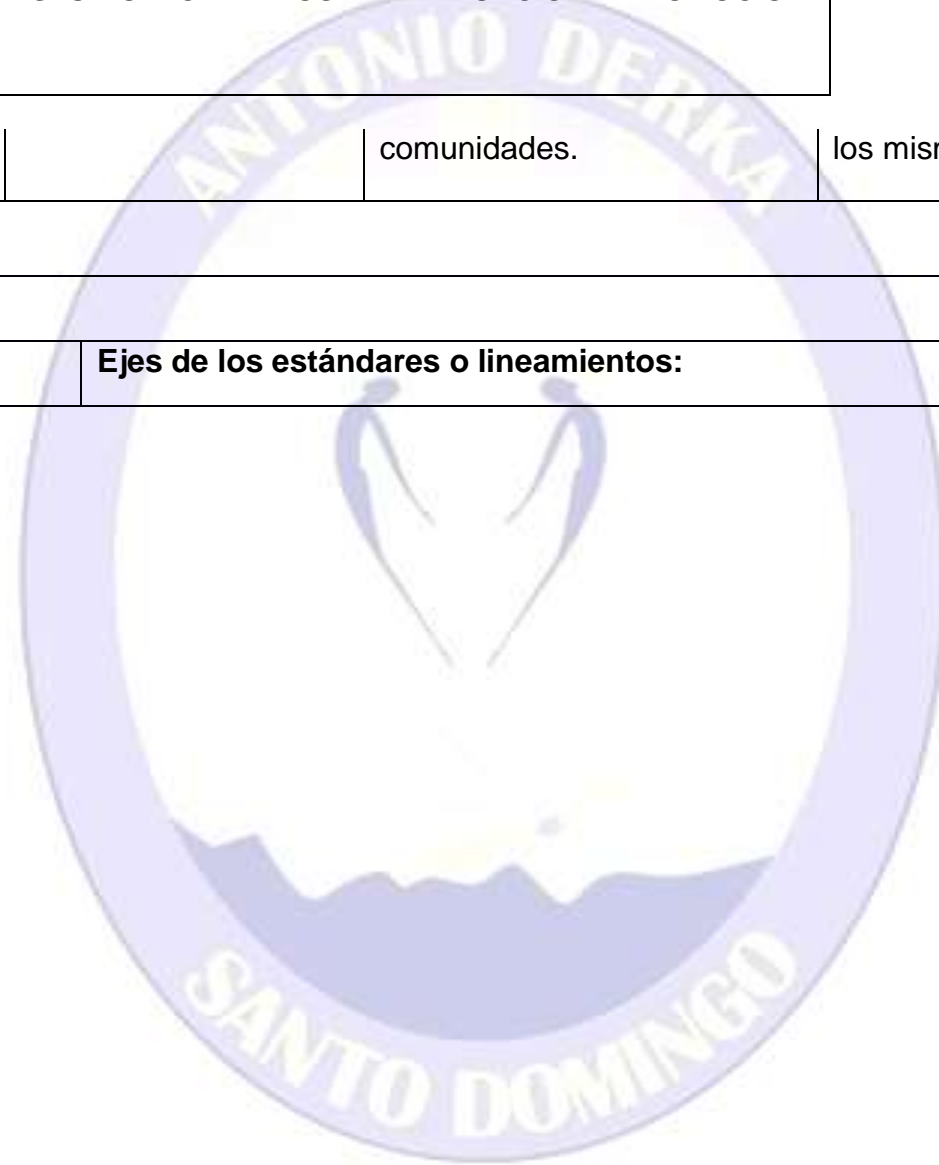 ANTONIO DERKA
comunidades.
Ejes de los estándares o lineamientos:
SANTO DOMINGO